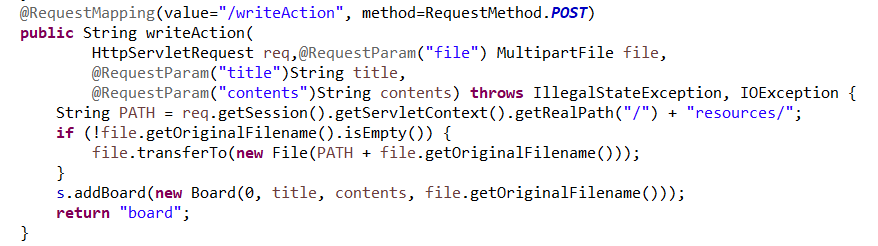 @RequestMapping(value="/writeAction", method=RequestMethod.POST)
public String writeAction(
HttpServletRequest req,@RequestParam("file") MultipartFile file,
@RequestParam("title")String title,
@RequestParam("contents")String contents) throws IllegalStateException, IOException {
String PATH = req.getSession().getServletContext().getRealPath("/") + "resources/";
if (!file.getOriginalFilename().isEmpty()) {
file.transferTo(new File(PATH + file.getOriginalFilename()));
}
s.addBoard(new Board(0, title, contents, file.getOriginalFilename()));
return "board";
}